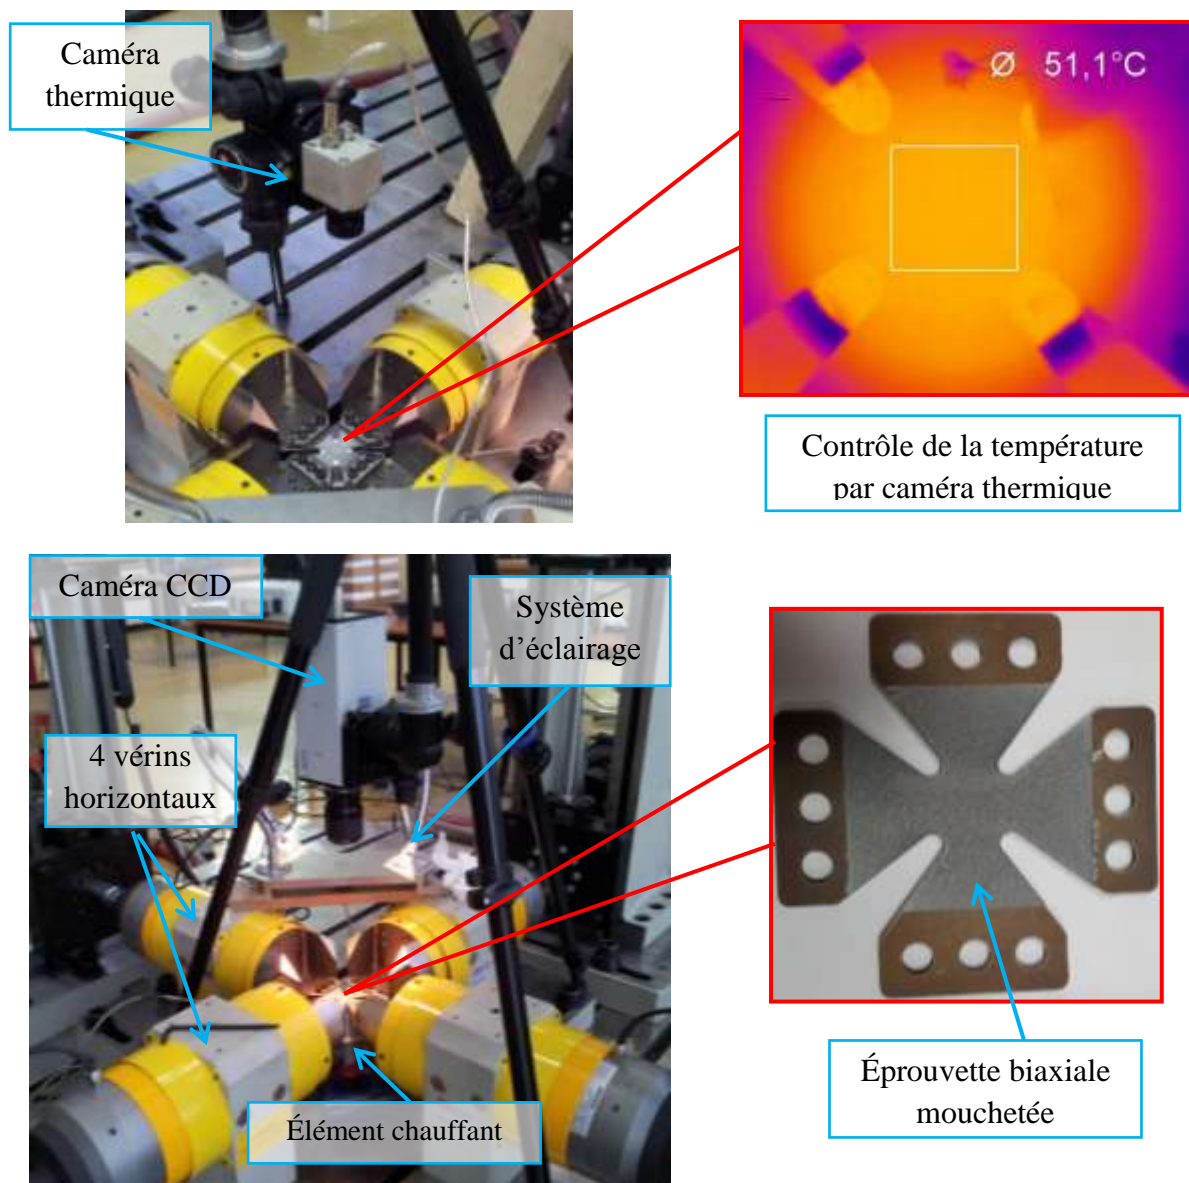 Caméra
thermique
Ø 51,1°C
Contrôle de la température
par caméra thermique
Caméra CCD
Système
d'éclairage
4 vérins
horizontaux
Élément chauffant
Éprouvette biaxiale
mouchetée